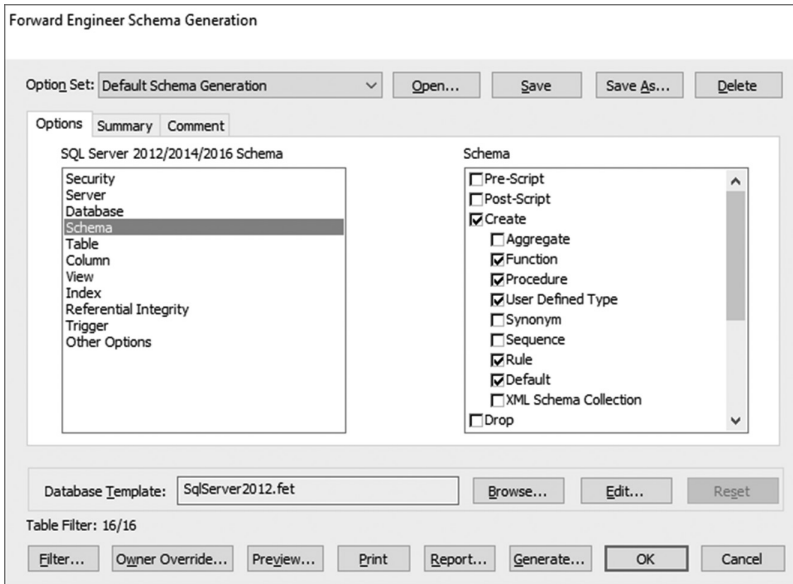 Forward Engineer Schema Generation
Option Set: Default Schema Generation Open... Save Save As... Delete
Options Summary Comment
SQL Server 2012/2014/2016 Schema
Security
Server
Database
Schema
Table
Column
View
Index
Referential Integrity
Trigger
Other Options
Schema
Pre-Script
Post-Script
Create
Aggregate
Function
Procedure
User Defined Type
Synonym
Sequence
Rule
Default
XML Schema Collection
Drop
Database Template: SqlServer2012.fet Browse... Edit... Reset
Table Filter: 16/16
Filter... Owner Override... Preview... Print Report... Generate... OK Cancel